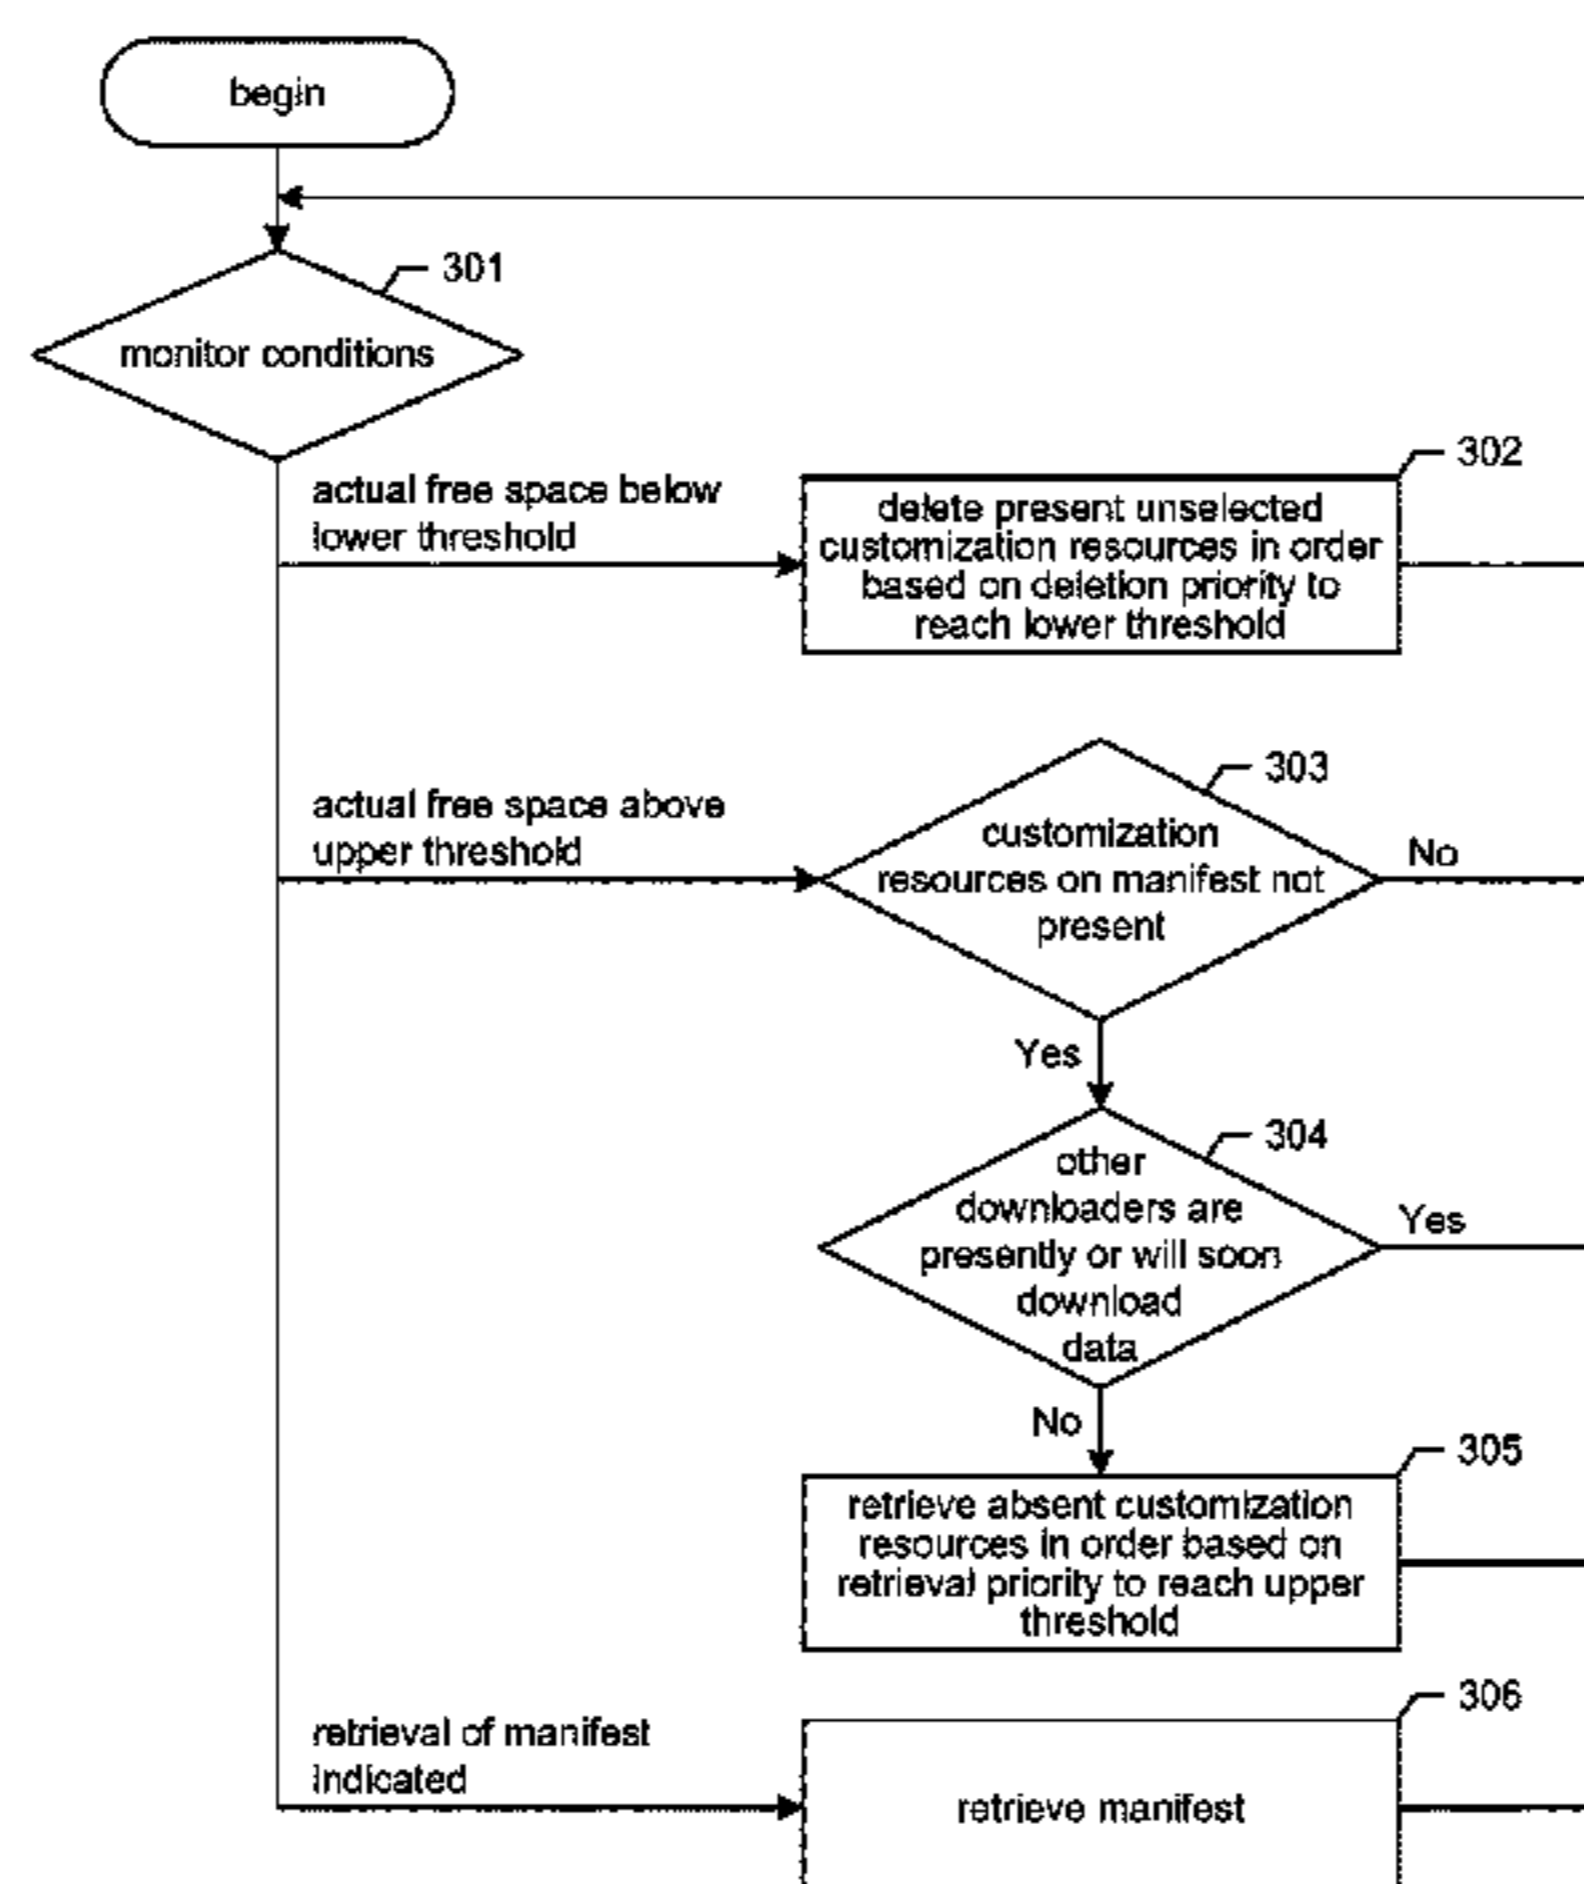 begin
301
monitor conditions
302
actual free space below
lower threshold
delete present unselected
customization resources in order
based on deletion priority to
reach lower threshold
303
actual free space above
upper threshold
customization
resources on manifest not
present
No
Yes
304
other
downloaders are
presently or will soon
download
data
Yes
No
305
retrieve absent customization
resources in order based on
retrieval priority to reach upper
threshold
306
retrieval of manifest
indicated
retrieve manifest